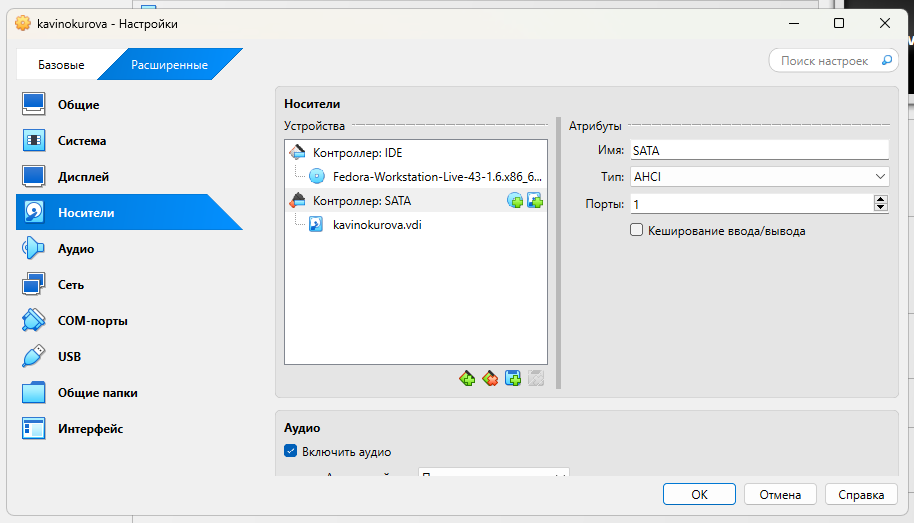 kavinokurova - Настройки
Базовые
Расширенные
Поиск настроек
Общие
Система
Дисплей
Носители
Аудио
Сеть
COM-порты
USB
Общие папки
Интерфейс
Носители
Устройства
Контроллер: IDE
Fedora-Workstation-Live-43-1.6.x86_6...
Контроллер: SATA
kavinokurova.vdi
Атрибуты
Имя: SATA
Тип: AHCI
Порты: 1
Кеширование ввода/вывода
Аудио
Включить аудио
OK
Отмена
Справка